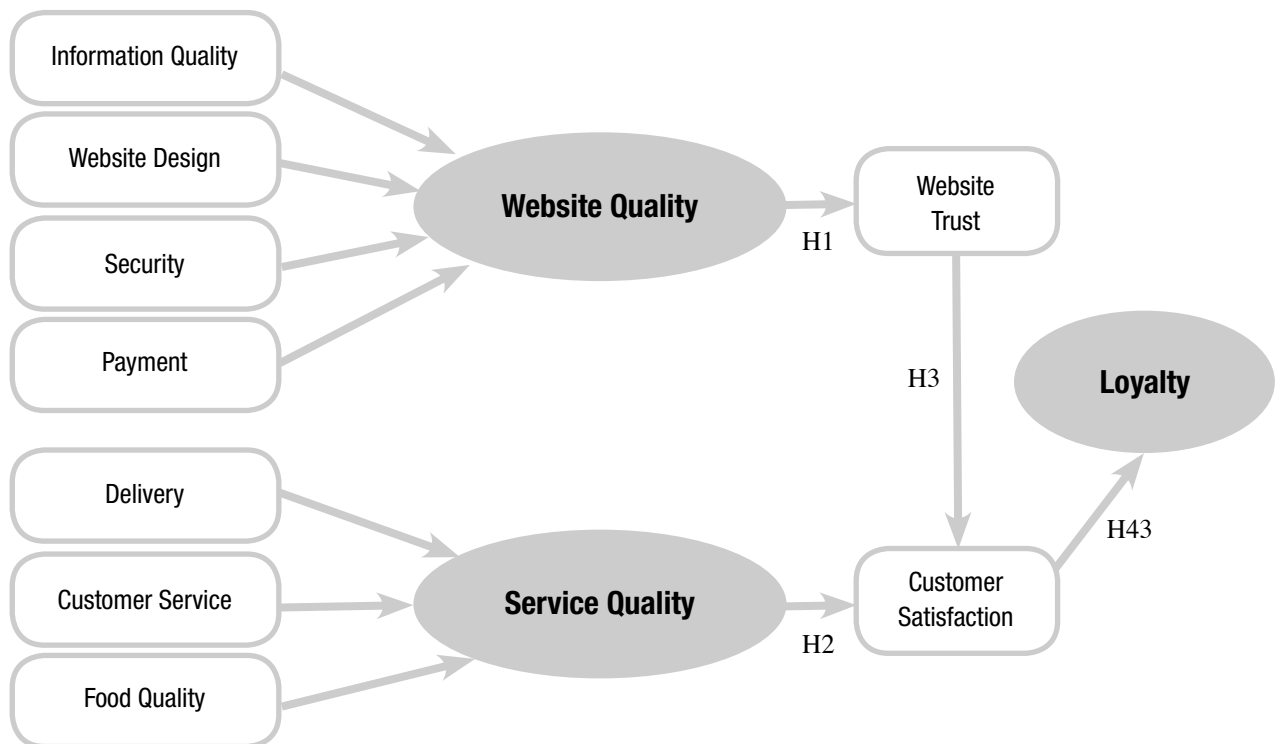 Information Quality
Website Design
Security
Payment
Website Quality
H1
Website
Trust
H3
Loyalty
Delivery
Customer Service
Food Quality
Service Quality
H2
Customer
Satisfaction
H43